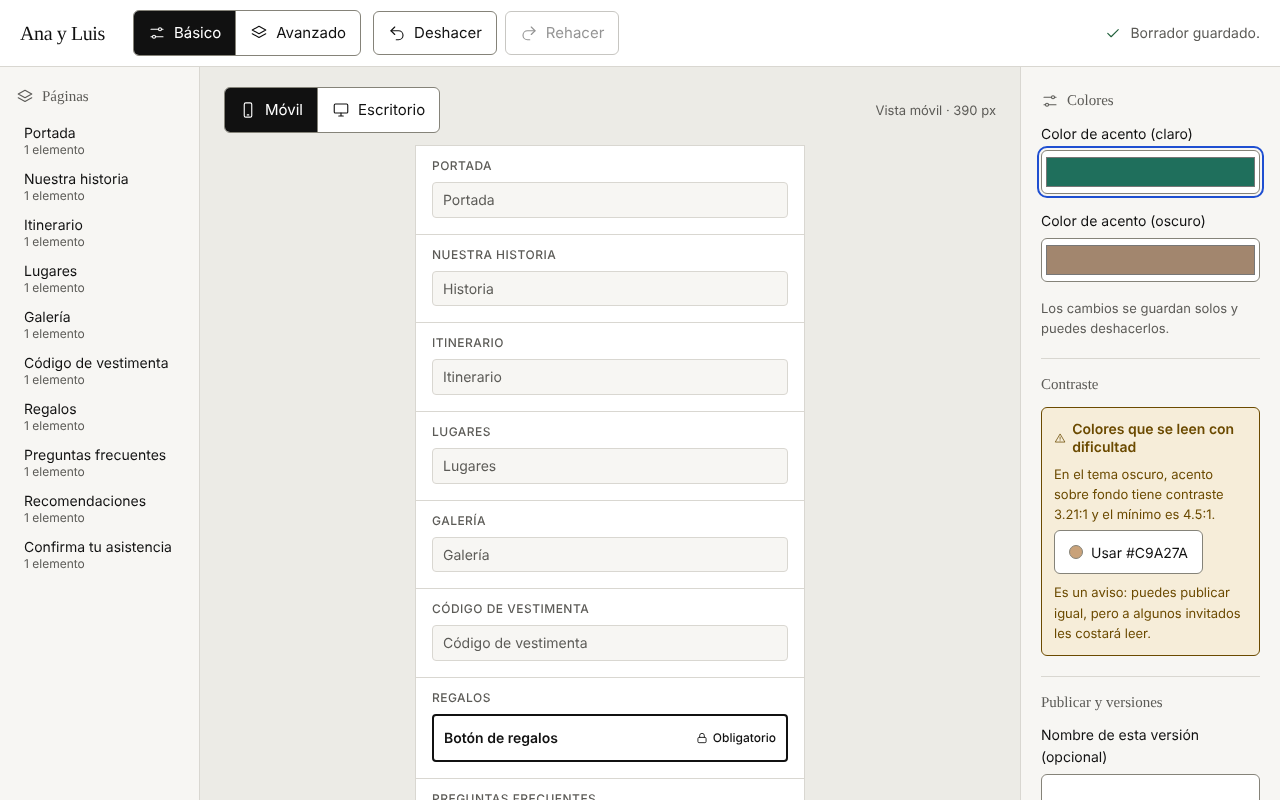 Ana y Luis
Básico
Avanzado
Deshacer
Rehacer
Borrador guardado.
Páginas
Portada
1 elemento
Nuestra historia
1 elemento
Itinerario
1 elemento
Lugares
1 elemento
Galería
1 elemento
Código de vestimenta
1 elemento
Regalos
1 elemento
Preguntas frecuentes
1 elemento
Recomendaciones
1 elemento
Confirma tu asistencia
1 elemento
Móvil
Escritorio
Vista móvil · 390 px
PORTADA
Portada
NUESTRA HISTORIA
Historia
ITINERARIO
Itinerario
LUGARES
Lugares
GALERÍA
Galería
CÓDIGO DE VESTIMENTA
Código de vestimenta
REGALOS
Botón de regalos
Obligatorio
PREGUNTAS FRECUENTES
Colores
Color de acento (claro)
Color de acento (oscuro)
Los cambios se guardan solos y
puedes deshacerlos.
Contraste
Colores que se leen con
dificultad
En el tema oscuro, acento
sobre fondo tiene contraste
3.21:1 y el mínimo es 4.5:1.
Usar #C9A27A
Es un aviso: puedes publicar
igual, pero a algunos invitados
les costará leer.
Publicar y versiones
Nombre de esta versión
(opcional)